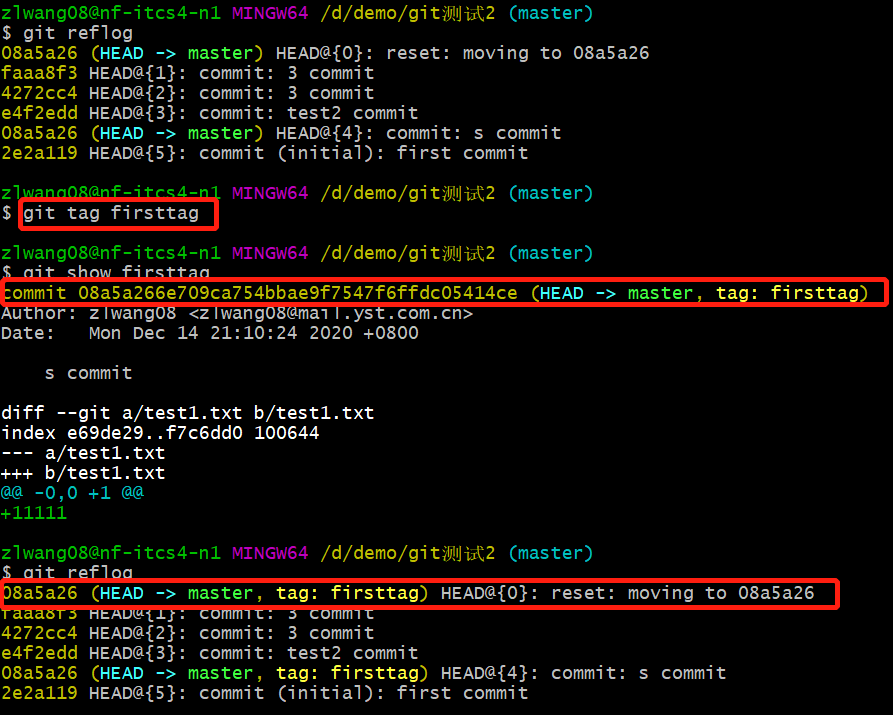 zlwang08@nf-itcs4-n1 MINGW64 /d/demo/git测试2 (master)
$ git reflog
08a5a26 (HEAD -> master) HEAD@{0}: reset: moving to 08a5a26
faaa8f3 HEAD@{1}: commit: 3 commit
4272cc4 HEAD@{2}: commit: 3 commit
e4f2edd HEAD@{3}: commit: test2 commit
08a5a26 (HEAD -> master) HEAD@{4}: commit: s commit
2e2a119 HEAD@{5}: commit (initial): first commit
zlwang08@nf-itcs4-n1 MINGW64 /d/demo/git测试2 (master)
$ git tag firsttag
zlwang08@nf-itcs4-n1 MINGW64 /d/demo/git测试2 (master)
$ git show firsttag
commit 08a5a266e709ca754bbae9f7547f6ffdc05414ce (HEAD -> master, tag: firsttag)
Author: zlwang08 <zlwang08@mail.yst.com.cn>
Date:   Mon Dec 14 21:10:24 2020 +0800
    s commit
diff --git a/test1.txt b/test1.txt
index e69de29..f7c6dd0 100644
--- a/test1.txt
+++ b/test1.txt
@@ -0,0 +1 @@
+11111
zlwang08@nf-itcs4-n1 MINGW64 /d/demo/git测试2 (master)
$ git reflog
08a5a26 (HEAD -> master, tag: firsttag) HEAD@{0}: reset: moving to 08a5a26
faaa8f3 HEAD@{1}: commit: 3 commit
4272cc4 HEAD@{2}: commit: 3 commit
e4f2edd HEAD@{3}: commit: test2 commit
08a5a26 (HEAD -> master, tag: firsttag) HEAD@{4}: commit: s commit
2e2a119 HEAD@{5}: commit (initial): first commit